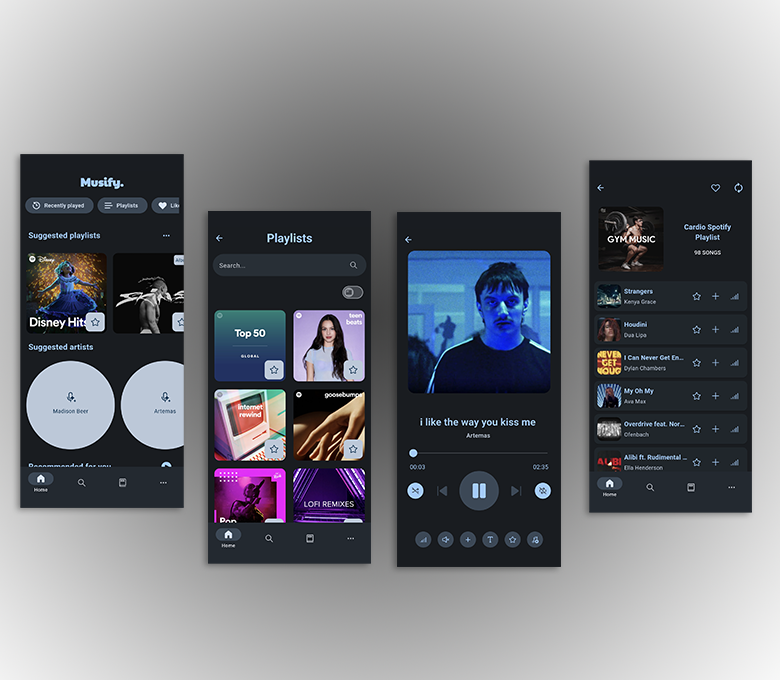 Musify.
Recently played
Playlists
Suggested playlists
Disney
Disney Hits
Suggested artists
Madison Beer
Artemas
Recommended for you
Home
Playlists
Search...
Top 50
GLOBAL
teen
beats
internet
rewind
goosebumps
Pop
LOFI REMIXES
Home
i like the way you kiss me
Artemas
00:03
02:35
T
GYM MUSIC
Cardio Spotify
Playlist
98 SONGS
Strangers
Kenya Grace
Houdini
Dua Lipa
I Can Never Get En...
Dylan Chambers
NEVER
GET
My Oh My
Ava Max
Overdrive feat. Nor...
Ofenbach
ALIBI
Alibi ft. Rudimental ...
Ella Henderson
Home